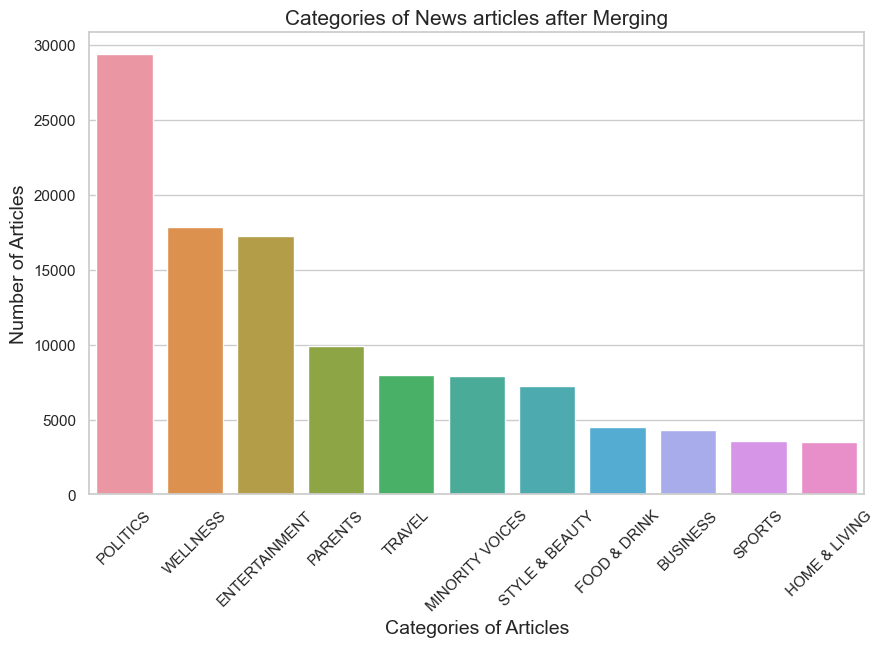 Categories of News articles after Merging
Number of Articles
30000
25000
20000
15000
10000
5000
0
POLITICS
WELLNESS
ENTERTAINMENT
PARENTS
TRAVEL
MINORITY VOICES
STYLE & BEAUTY
FOOD & DRINK
BUSINESS
SPORTS
HOME & LIVING
Categories of Articles